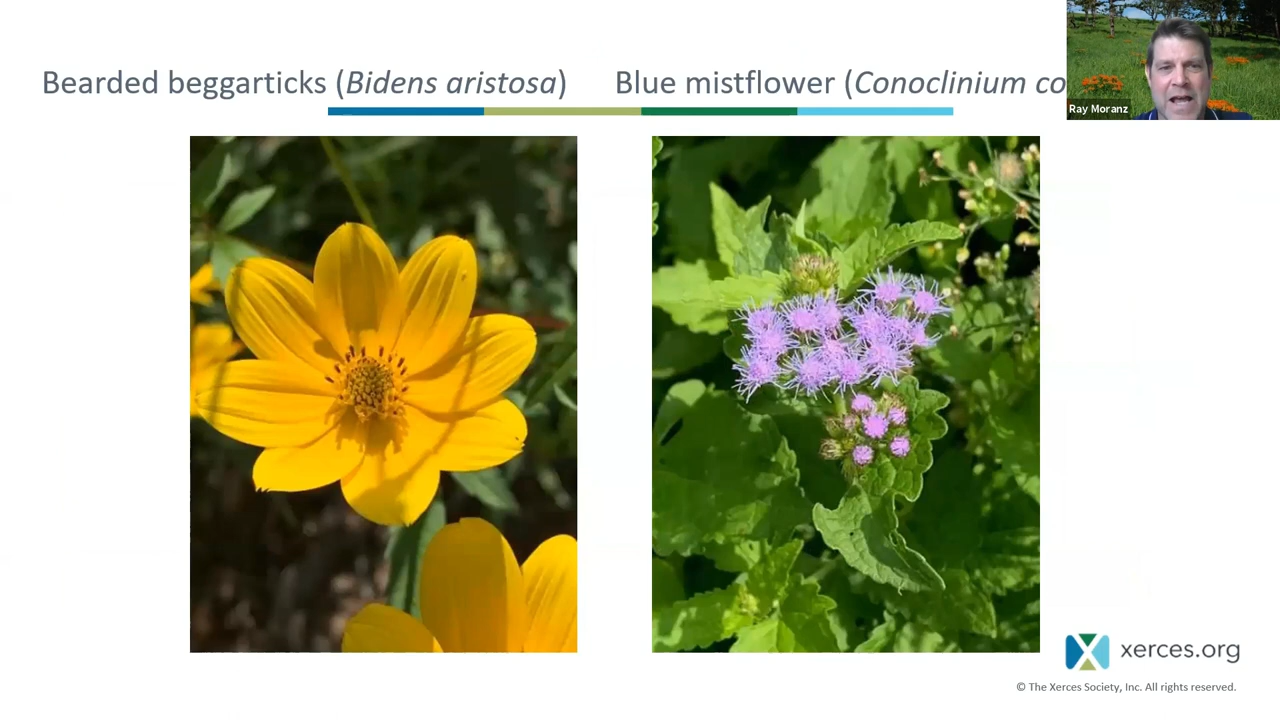 Bearded beggarticks (Bidens aristosa) Blue mistflower (Conoclinium co
Ray Moranz
xerces.org
© The Xerces Society, Inc. All rights reserved.